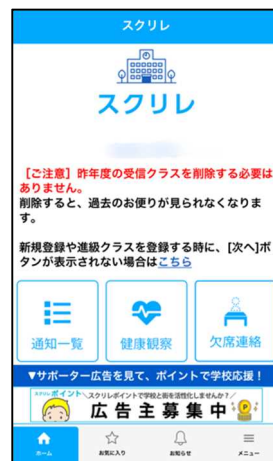 スクリレ
スクリレ
【ご注意】昨年度の受信クラスを削除する必要は
ありません。
削除すると、過去のお便りが見られなくなりま
す。
新規登録や進級クラスを登録する時に、[次へ]ボ
タンが表示されない場合はこちら
通知一覧
健康観察
欠席連絡
▼サポーター広告を見て、ポイントで学校応援！
スクリレポイント
スクリレポイントで学校と街を活性化しませんか？
広告主募集中
P
ホーム
お気に入り
お知らせ
メニュー